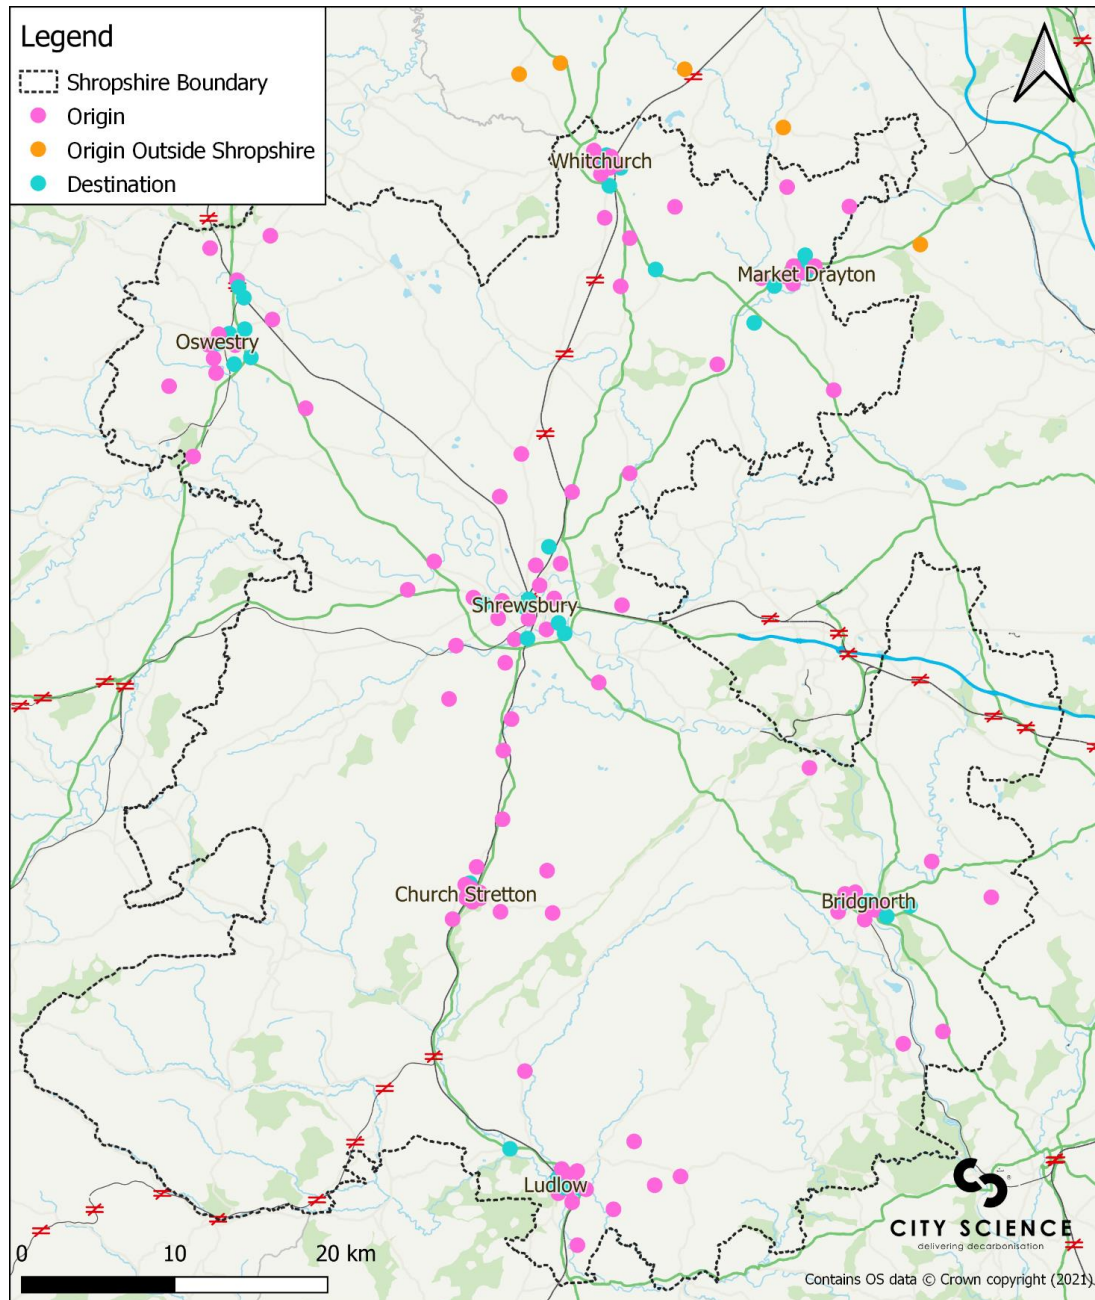 Legend
Shropshire Boundary
Origin
Origin Outside Shropshire
Destination
Whitchurch
Market Drayton
Oswestry
Shrewsbury
Church Stretton
Bridgnorth
Ludlow
CITY SCIENCE
delivering decarbonisation
0 10 20 km
Contains OS data © Crown copyright (2021)